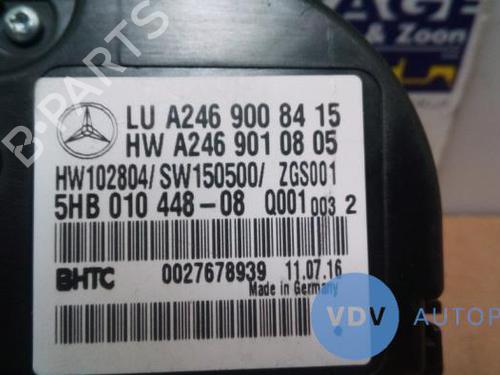 AGE
& Zoon
B-PARTS
LU A246 900 84 15
HW A246 901 08 05
HW102804/ SW150500/ ZGS001
5HB 010 448-08 Q001 003 2
BHTC 0027678939 11.07.16
Made in Germany
VDV AUTOP